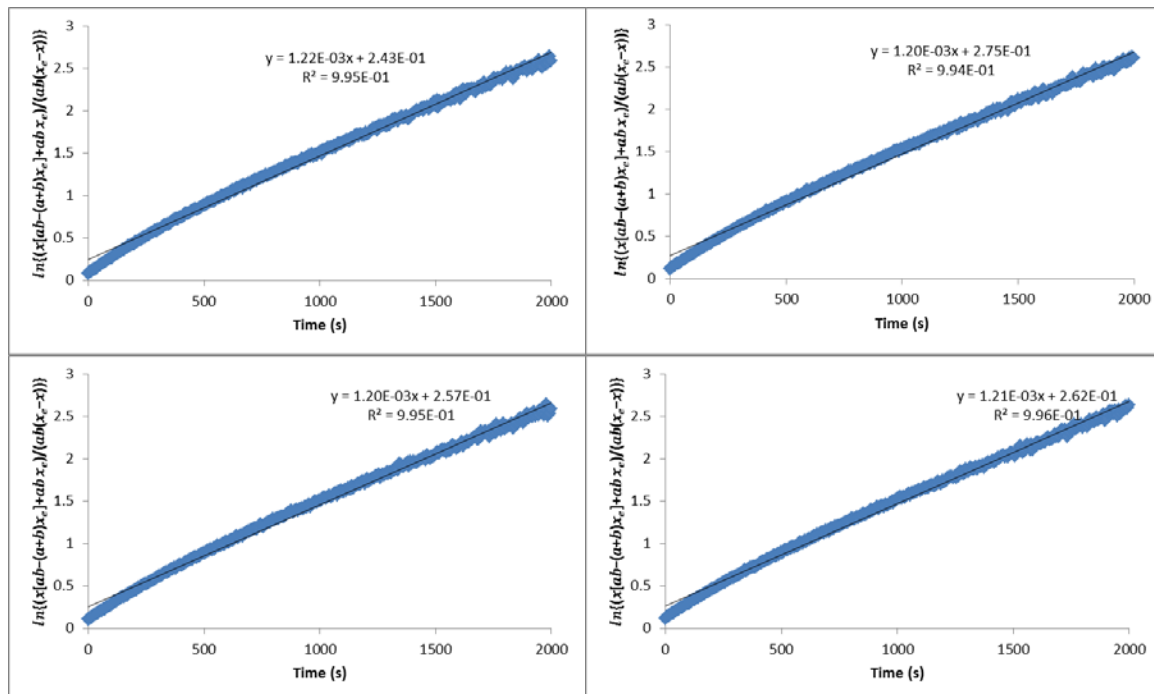 ln{(x[ab−(a+b)xₑ]+ab xₑ)/(ab(xₑ−x))}
3
2.5
2
1.5
1
0.5
0
y = 1.22E-03x + 2.43E-01
R² = 9.95E-01
0 500 1000 1500 2000
Time (s)
ln{(x[ab−(a+b)xₑ]+ab xₑ)/(ab(xₑ−x))}
3
2.5
2
1.5
1
0.5
0
y = 1.20E-03x + 2.75E-01
R² = 9.94E-01
0 500 1000 1500 2000
Time (s)
ln{(x[ab−(a+b)xₑ]+ab xₑ)/(ab(xₑ−x))}
3
2.5
2
1.5
1
0.5
0
y = 1.20E-03x + 2.57E-01
R² = 9.95E-01
0 500 1000 1500 2000
Time (s)
ln{(x[ab−(a+b)xₑ]+ab xₑ)/(ab(xₑ−x))}
3
2.5
2
1.5
1
0.5
0
y = 1.21E-03x + 2.62E-01
R² = 9.96E-01
0 500 1000 1500 2000
Time (s)